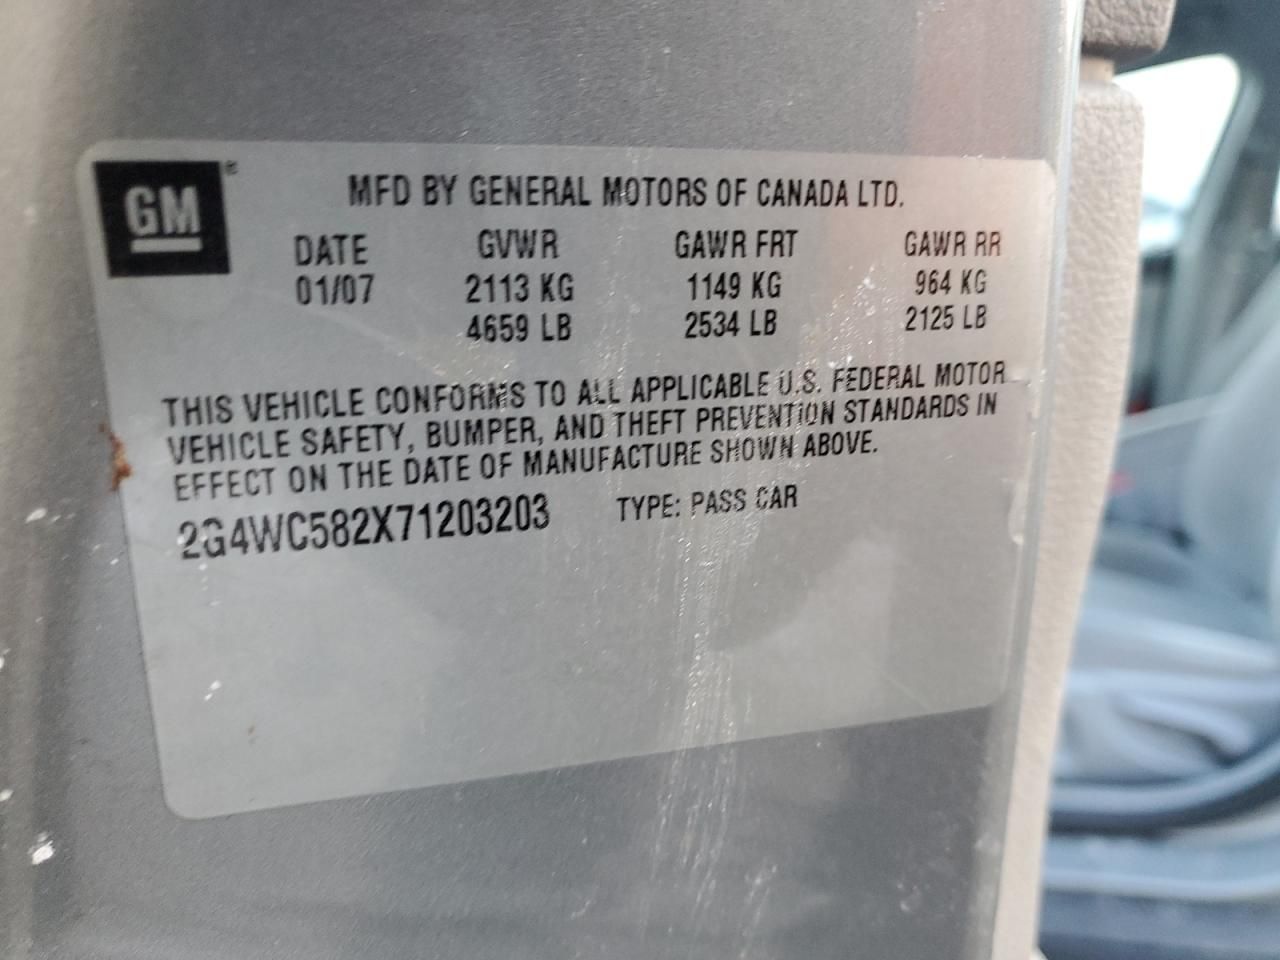 GM®
MFD BY GENERAL MOTORS OF CANADA LTD.
DATE GVWR GAWR FRT GAWR RR
01/07 2113 KG 1149 KG 964 KG
4659 LB 2534 LB 2125 LB
THIS VEHICLE CONFORMS TO ALL APPLICABLE U.S. FEDERAL MOTOR
VEHICLE SAFETY, BUMPER, AND THEFT PREVENTION STANDARDS IN
EFFECT ON THE DATE OF MANUFACTURE SHOWN ABOVE.
2G4WC582X71203203 TYPE: PASS CAR